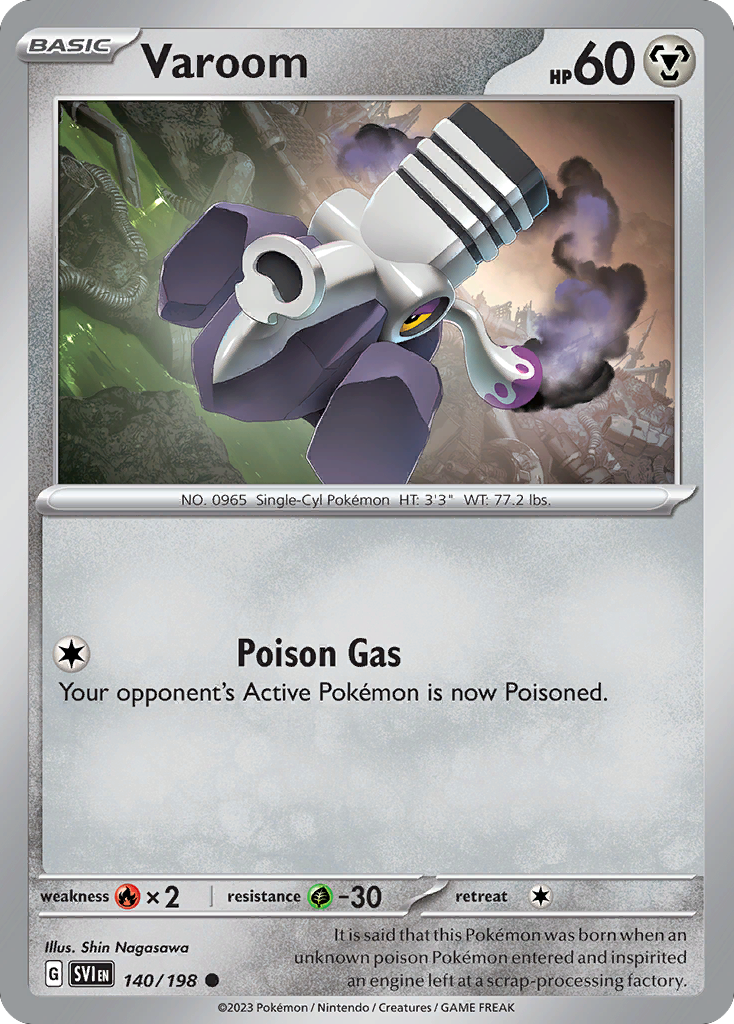 BASIC Varoom HP60
NO. 0965 Single-Cyl Pokémon HT: 3'3" WT: 77.2 lbs.
Poison Gas
Your opponent's Active Pokémon is now Poisoned.
weakness ×2 resistance -30 retreat
Illus. Shin Nagasawa
It is said that this Pokémon was born when an
unknown poison Pokémon entered and inspirited
an engine left at a scrap-processing factory.
G SVI EN 140/198
©2023 Pokémon / Nintendo / Creatures / GAME FREAK